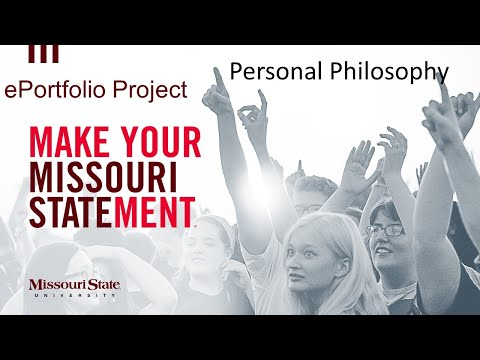 Personal Philosophy
ePortfolio Project
MAKE YOUR
MISSOURI
STATEMENT
Missouri State
UNIVERSITY